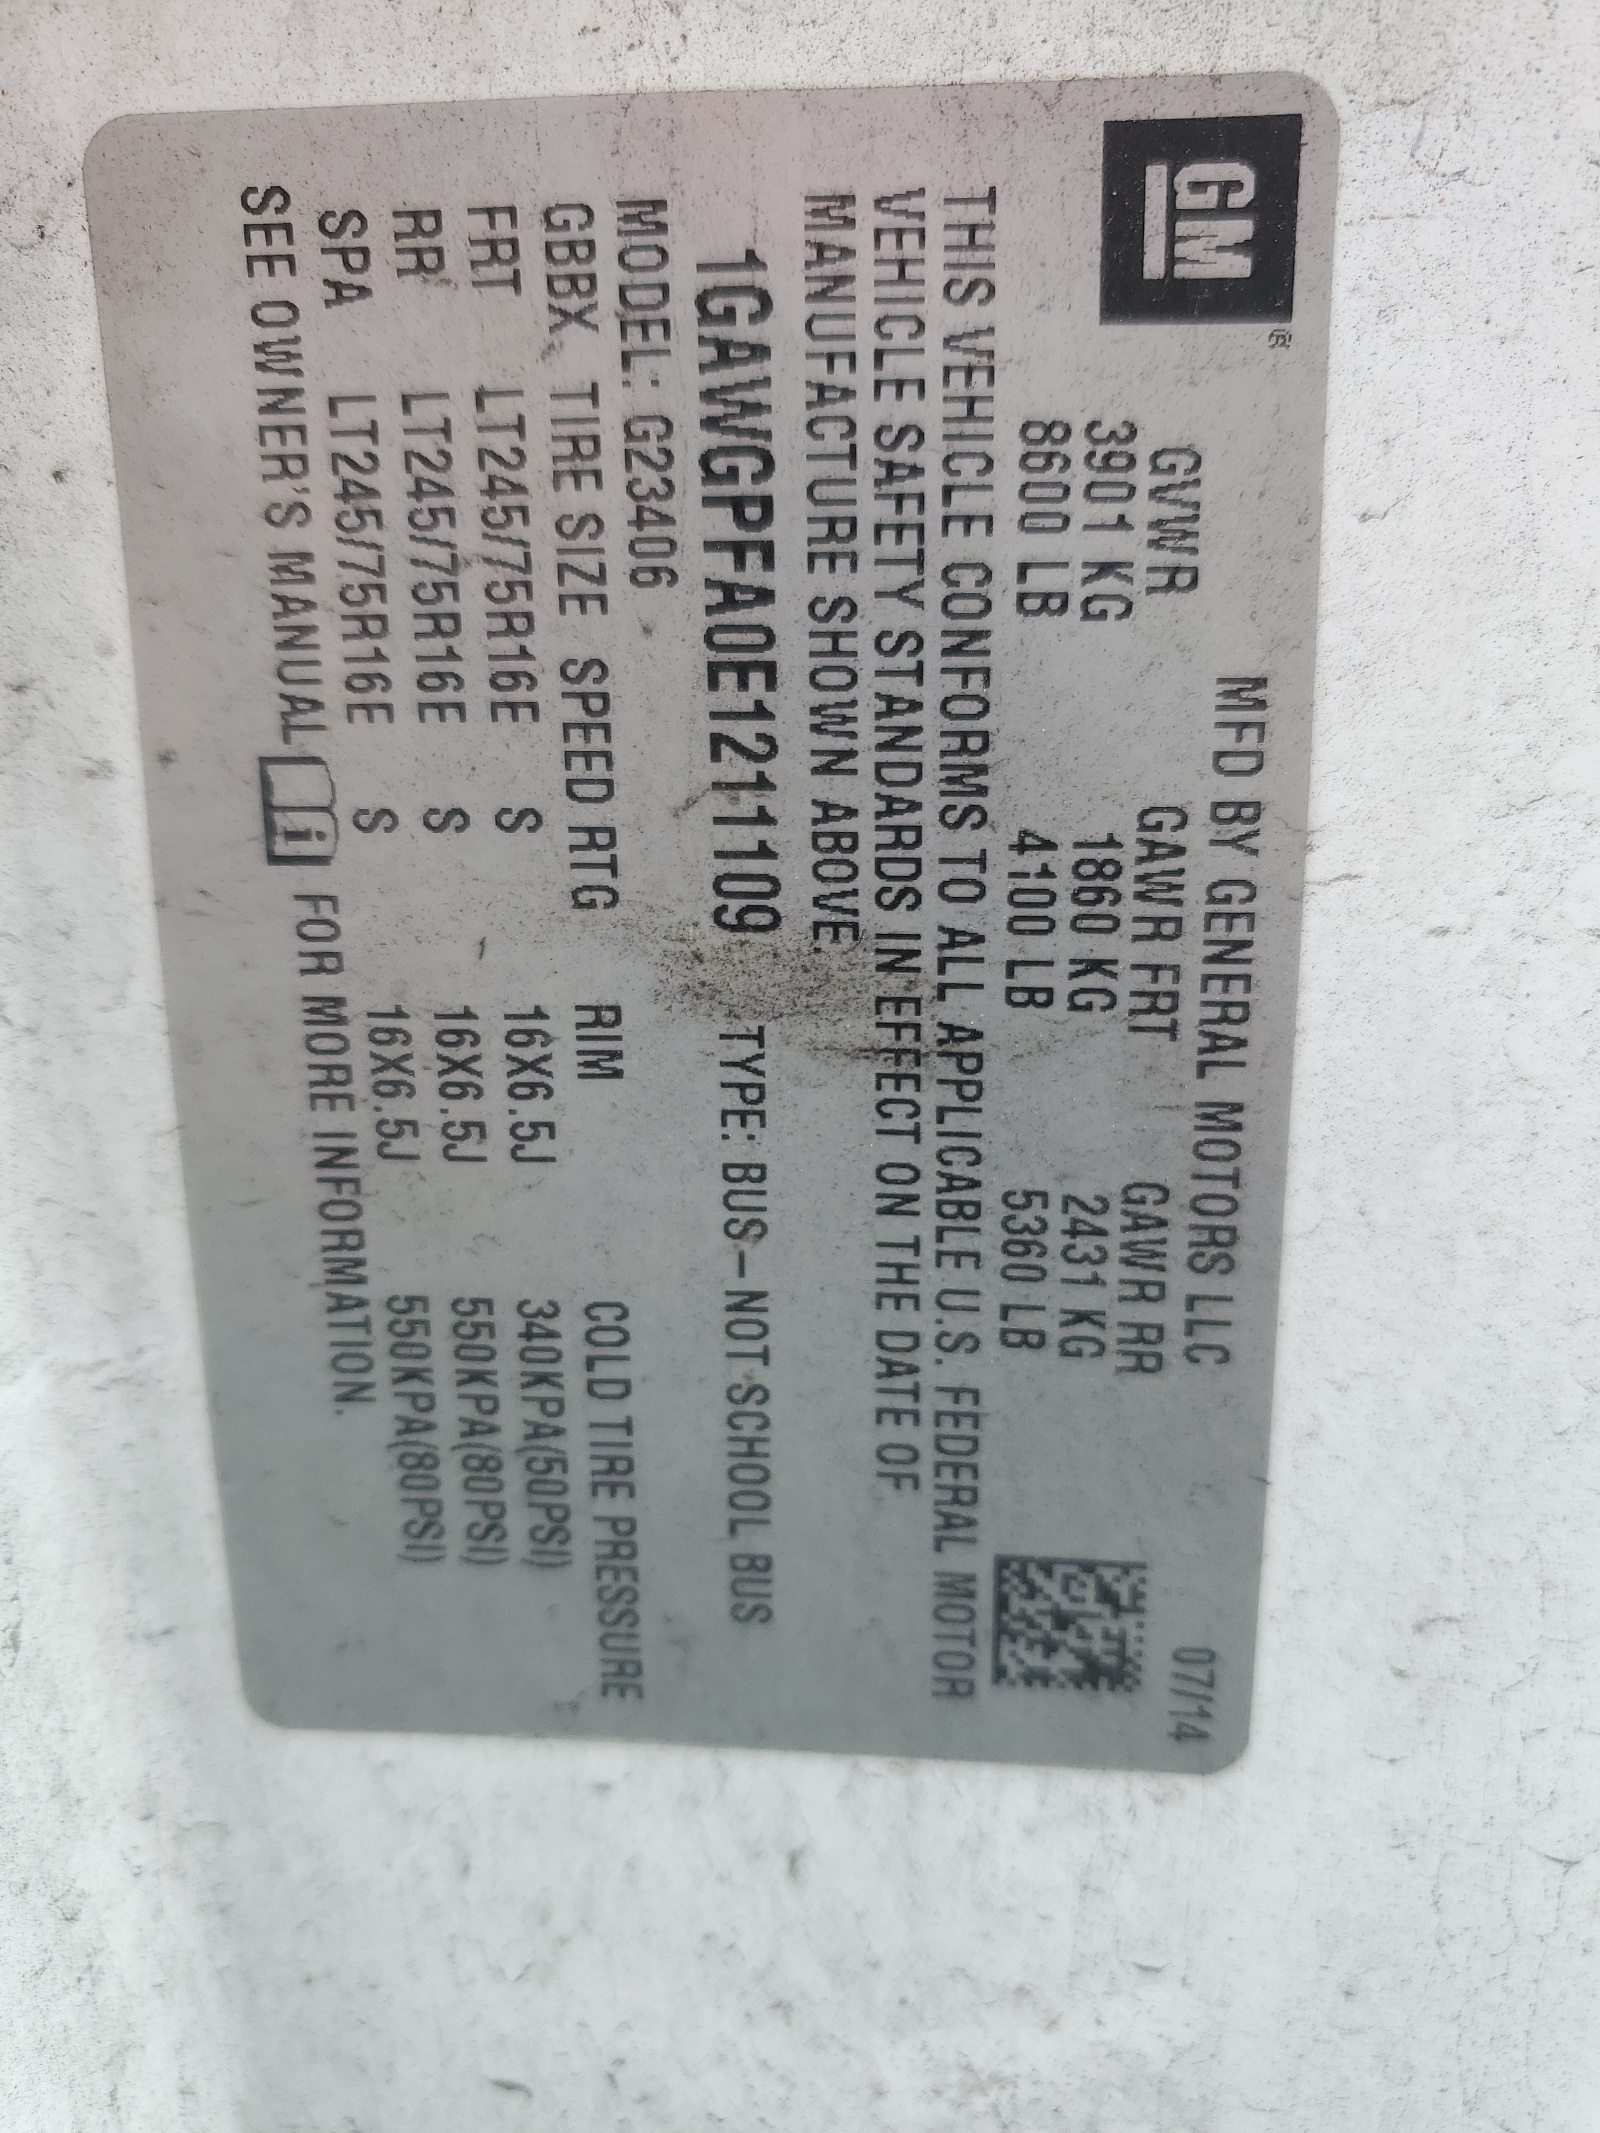 GM®
MFD BY GENERAL MOTORS LLC 07/14
GVWR GAWR FRT GAWR RR
3901 KG 1860 KG 2431 KG
8600 LB 4100 LB 5360 LB
THIS VEHICLE CONFORMS TO ALL APPLICABLE U.S. FEDERAL MOTOR
VEHICLE SAFETY STANDARDS IN EFFECT ON THE DATE OF
MANUFACTURE SHOWN ABOVE.
1GAWGPFA0E1211109 TYPE: BUS—NOT SCHOOL BUS
MODEL: G23406
GBBX TIRE SIZE SPEED RTG RIM COLD TIRE PRESSURE
FRT LT245/75R16E S 16X6.5J 340KPA(50PSI)
RR LT245/75R16E S 16X6.5J 550KPA(80PSI)
SPA LT245/75R16E S 16X6.5J 550KPA(80PSI)
SEE OWNER'S MANUAL i FOR MORE INFORMATION.